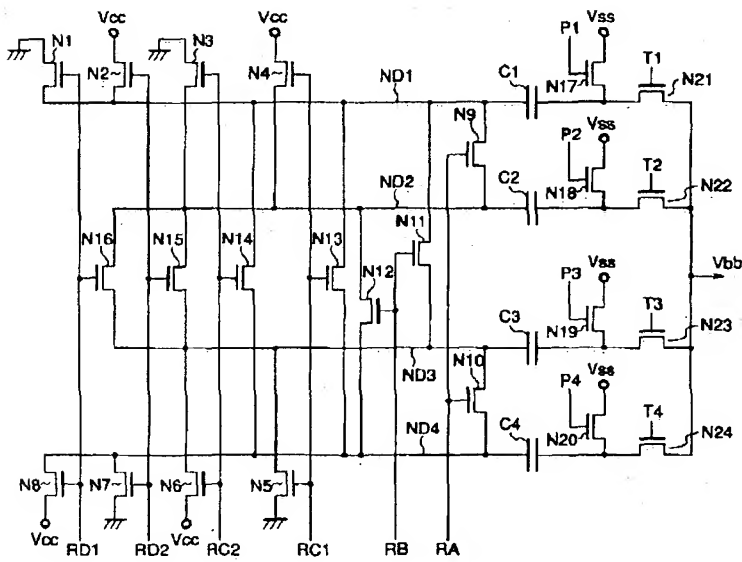 Vcc Vcc Vss
N1 N3 P1 T1
N2 N4 ND1 C1 N17 N21
N9 Vss
P2 T2
ND2 C2 N18 N22
N11
N16 N15 N14 N13 N12 Vss Vbb
P3 T3
C3 N19 N23
ND3 N10 Vss
P4 T4
ND4 C4 N20 N24
N8 N7 N6 N5
Vcc Vcc
RD1 RD2 RC2 RC1 RB RA